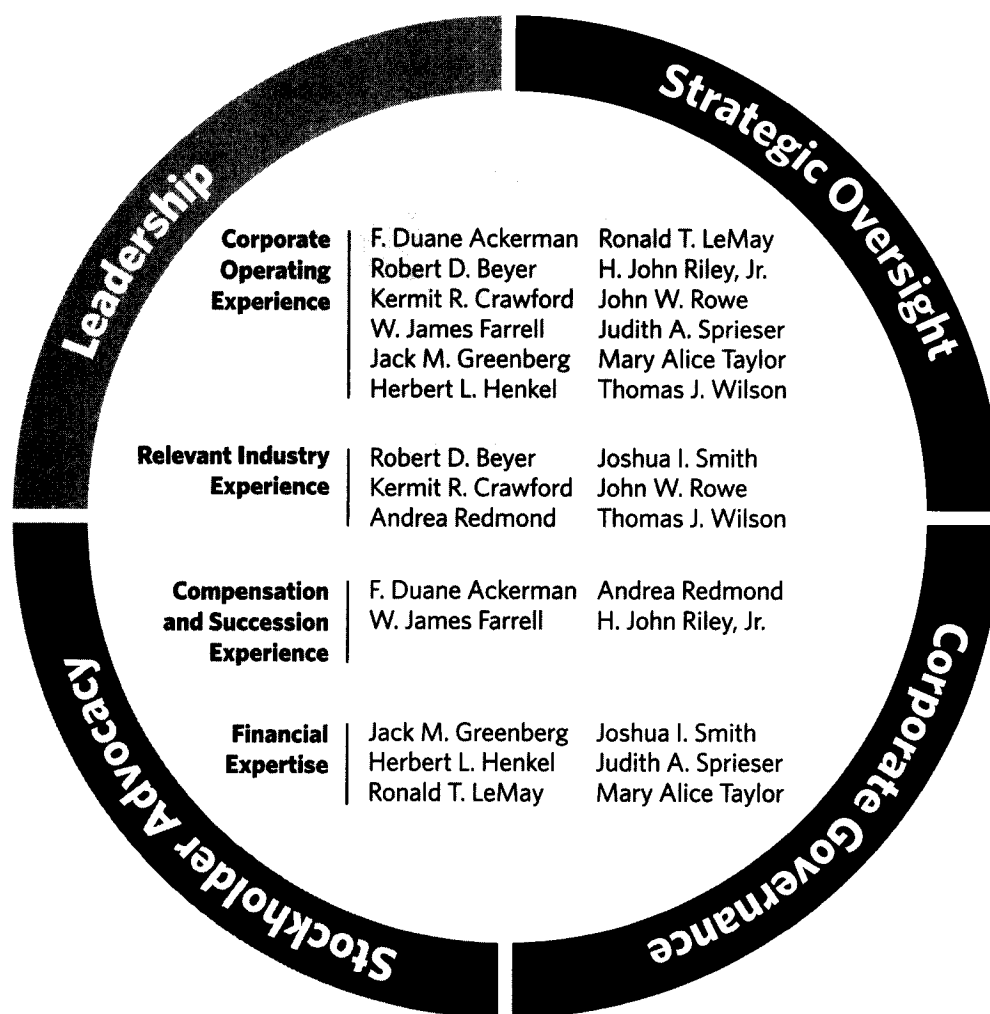 Leadership
Strategic Oversight
Corporate Operating Experience
F. Duane Ackerman Ronald T. LeMay
Robert D. Beyer H. John Riley, Jr.
Kermit R. Crawford John W. Rowe
W. James Farrell Judith A. Sprieser
Jack M. Greenberg Mary Alice Taylor
Herbert L. Henkel Thomas J. Wilson
Relevant Industry Experience
Robert D. Beyer Joshua I. Smith
Kermit R. Crawford John W. Rowe
Andrea Redmond Thomas J. Wilson
Compensation and Succession Experience
F. Duane Ackerman Andrea Redmond
W. James Farrell H. John Riley, Jr.
Financial Expertise
Jack M. Greenberg Joshua I. Smith
Herbert L. Henkel Judith A. Sprieser
Ronald T. LeMay Mary Alice Taylor
Stockholder Advocacy
Corporate Governance